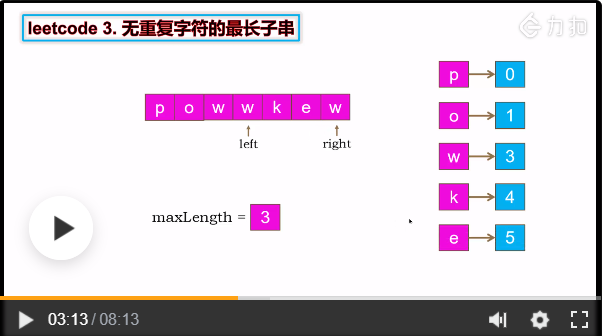 leetcode 3. 无重复字符的最长子串
力扣
p o w w k e w
left right
maxLength = 3
p 0
o 1
w 3
k 4
e 5
03:13 / 08:13